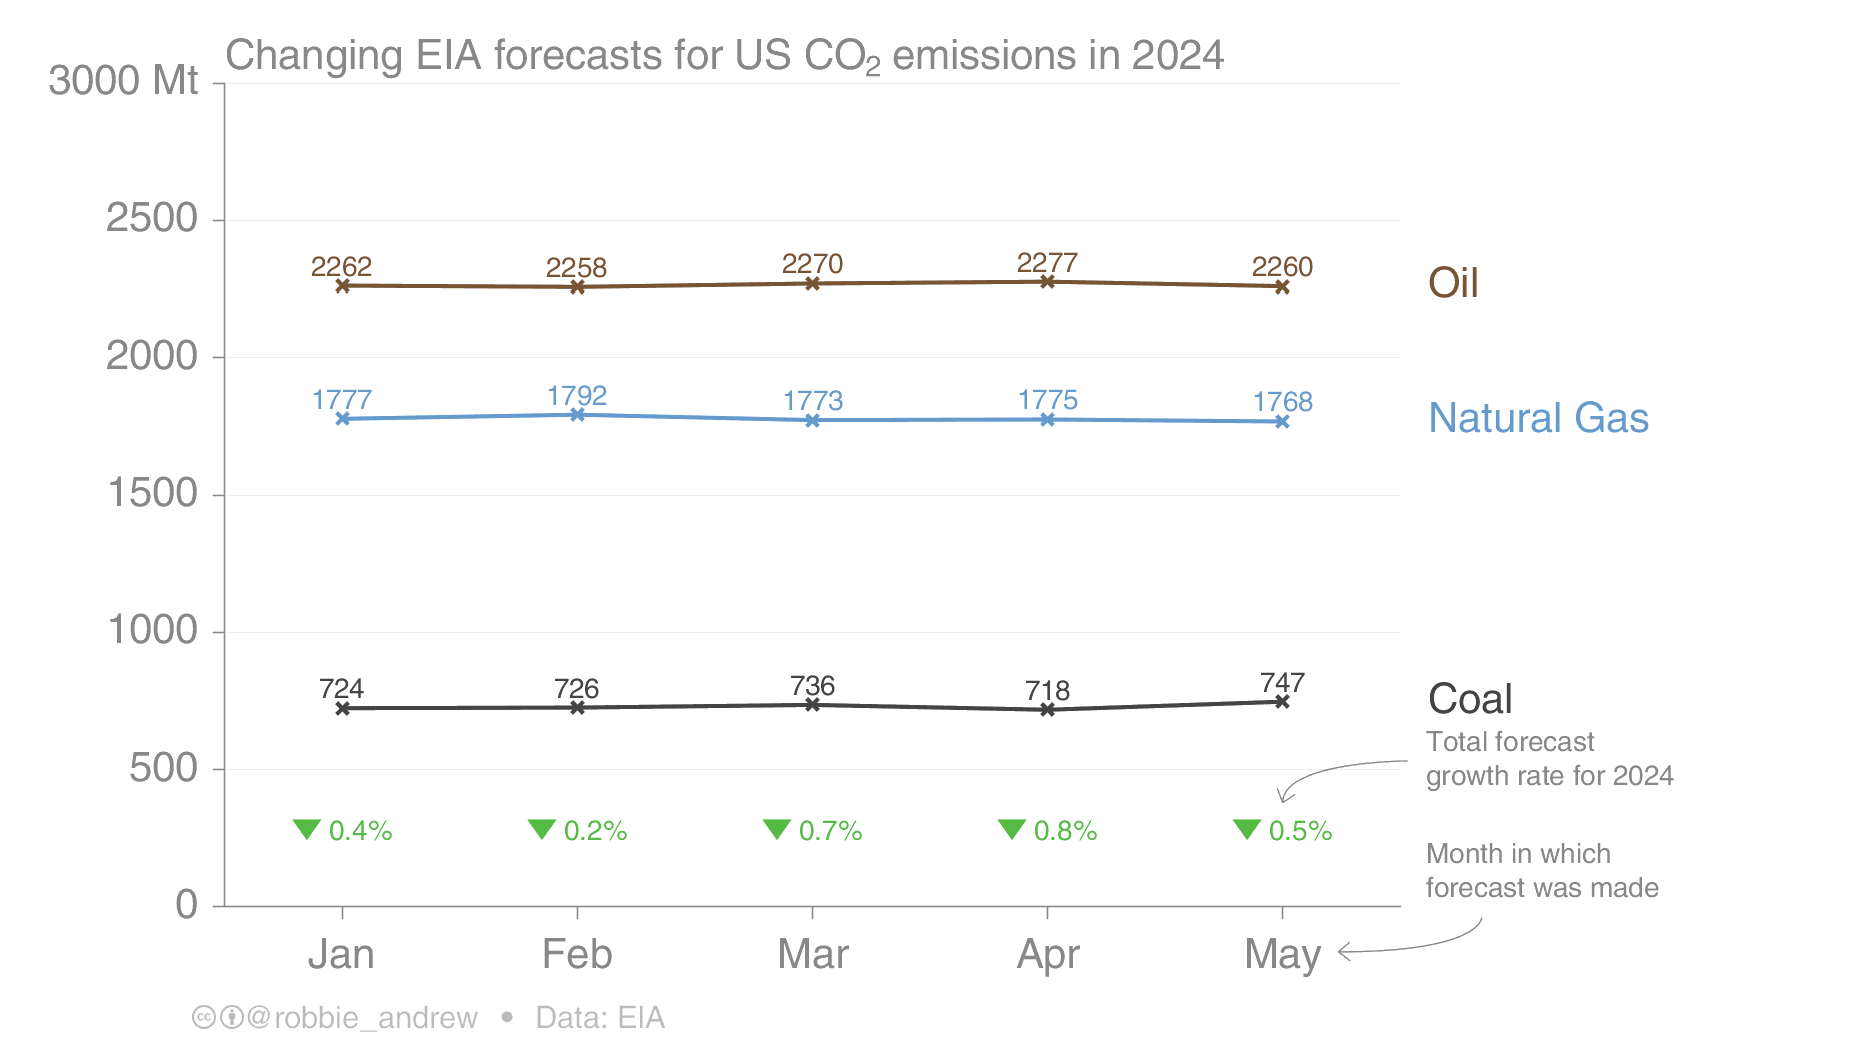 Changing EIA forecasts for US CO₂ emissions in 2024
3000 Mt
2500
2000
1500
1000
500
0
2262 2258 2270 2277 2260
Oil
1777 1792 1773 1775 1768
Natural Gas
724 726 736 718 747
Coal
Total forecast
growth rate for 2024
▼ 0.4% ▼ 0.2% ▼ 0.7% ▼ 0.8% ▼ 0.5%
Month in which
forecast was made
Jan Feb Mar Apr May
@robbie_andrew • Data: EIA